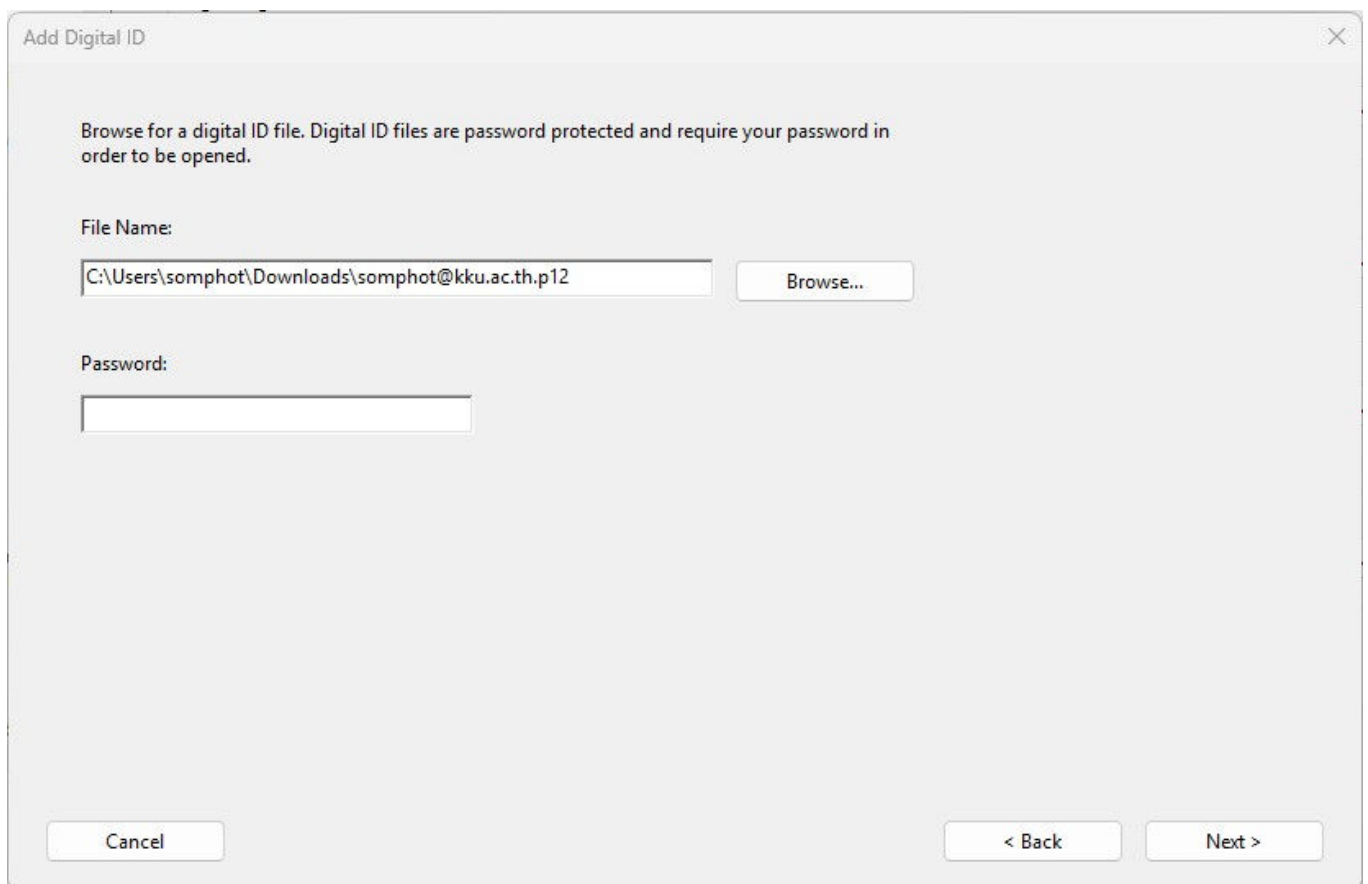 Add Digital ID
Browse for a digital ID file. Digital ID files are password protected and require your password in
order to be opened.
File Name:
C:\Users\somphot\Downloads\somphot@kku.ac.th.p12
Browse...
Password:
Cancel
< Back
Next >